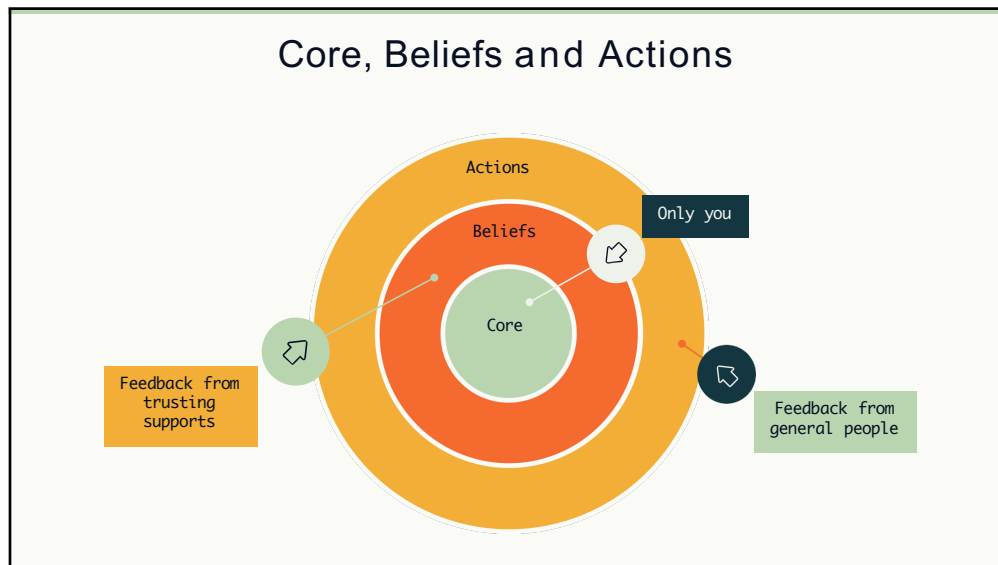 Core, Beliefs and Actions
Actions
Only you
Beliefs
Core
Feedback from
trusting
supports
Feedback from
general people